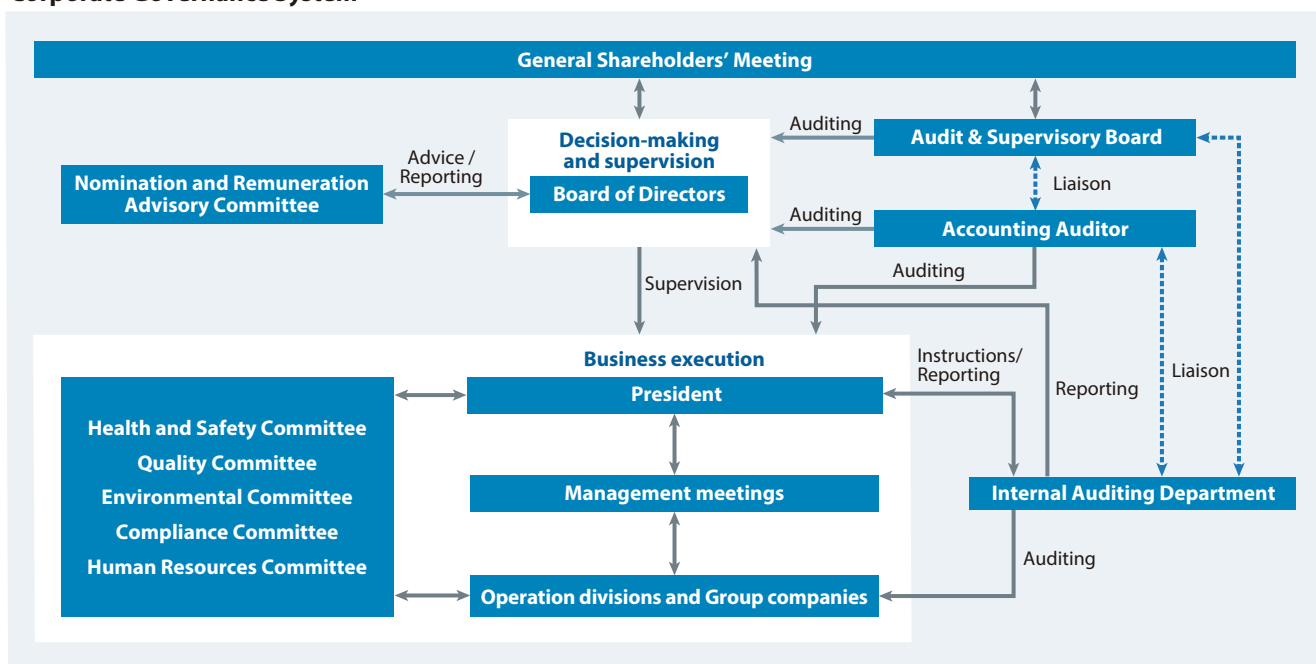 Corporate Governance System
General Shareholders’ Meeting
Decision-making
and supervision
Board of Directors
Auditing
Audit & Supervisory Board
Advice /
Reporting
Nomination and Remuneration
Advisory Committee
Liaison
Auditing
Accounting Auditor
Supervision
Auditing
Business execution
Instructions/
Reporting
Reporting
Liaison
President
Health and Safety Committee
Quality Committee
Environmental Committee
Compliance Committee
Human Resources Committee
Management meetings
Internal Auditing Department
Auditing
Operation divisions and Group companies